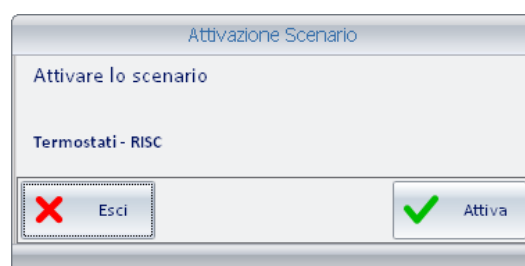 Attivazione Scenario
Attivare lo scenario
Termostati - RISC
Esci
Attiva